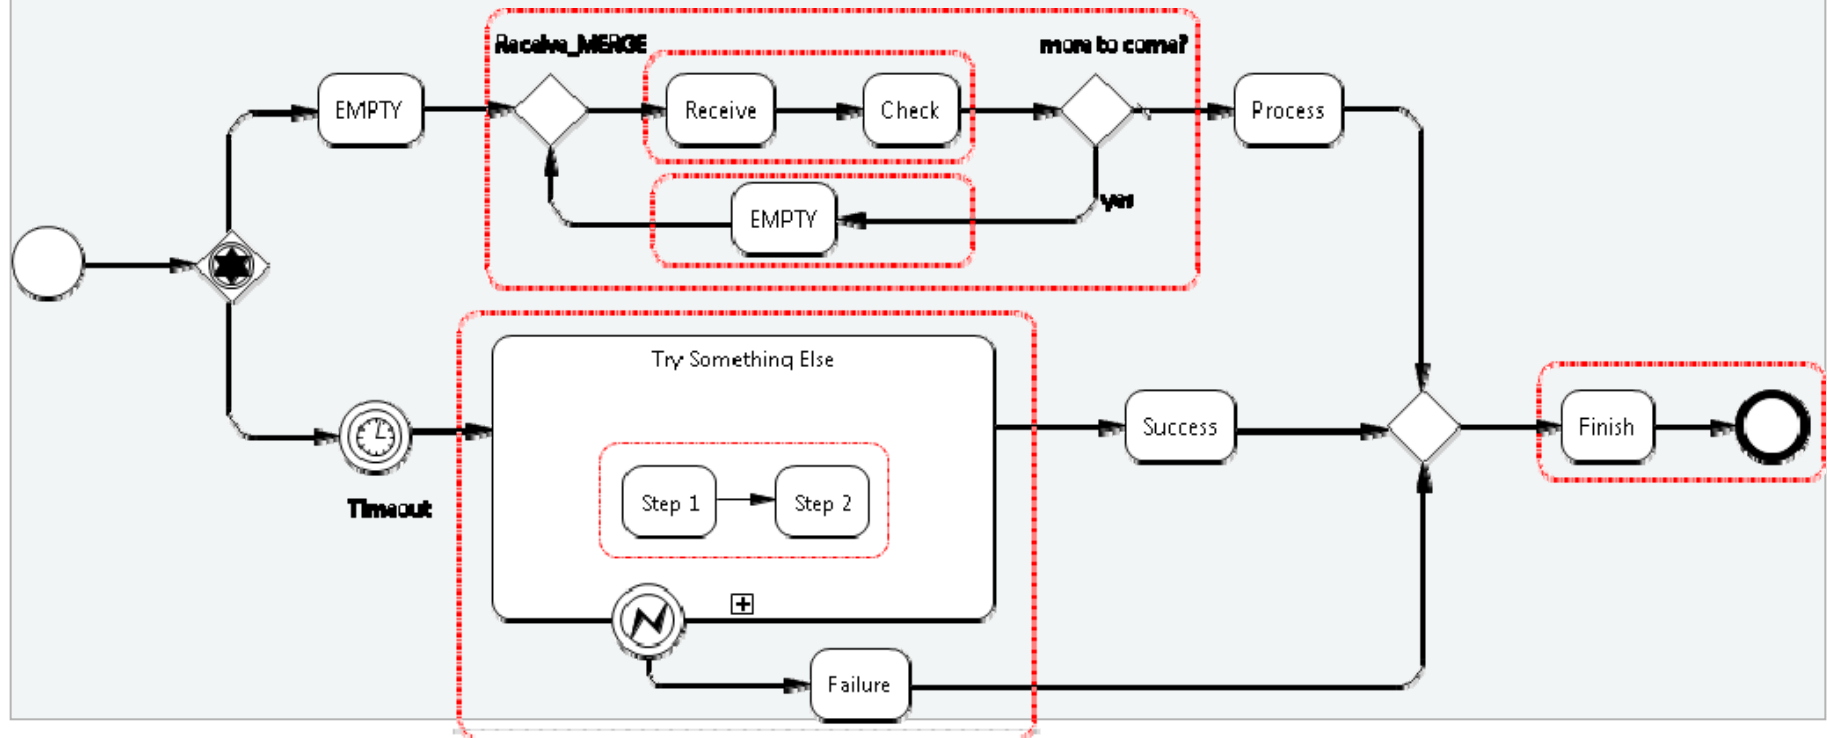 Receive_MERGE
more to come?
EMPTY
Receive
Check
Process
EMPTY
yes
Try Something Else
Finish
Success
Step 1
Step 2
Timeout
Failure